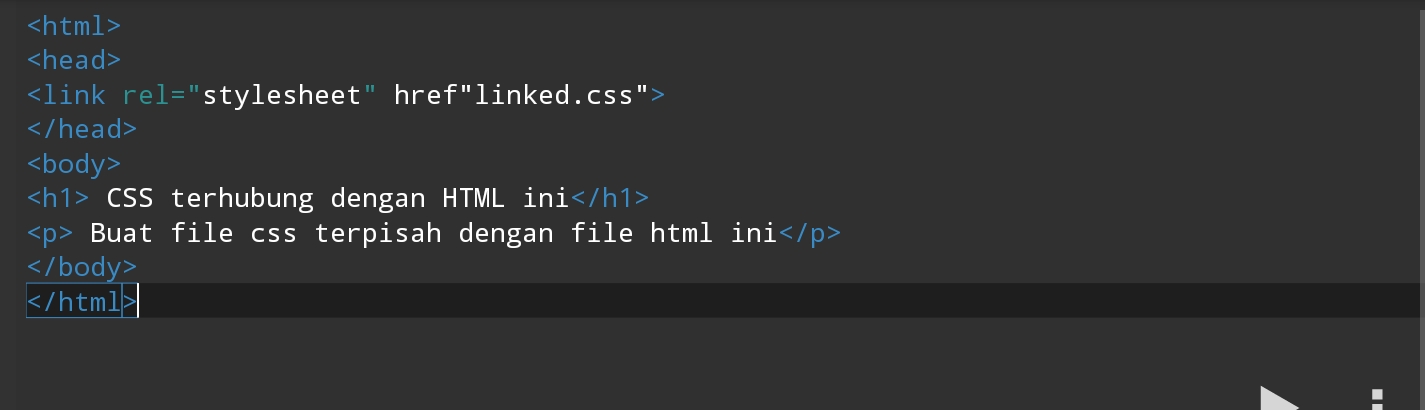 <html>
<head>
<link rel="stylesheet" href"linked.css">
</head>
<body>
<h1> CSS terhubung dengan HTML ini</h1>
<p> Buat file css terpisah dengan file html ini</p>
</body>
</html>